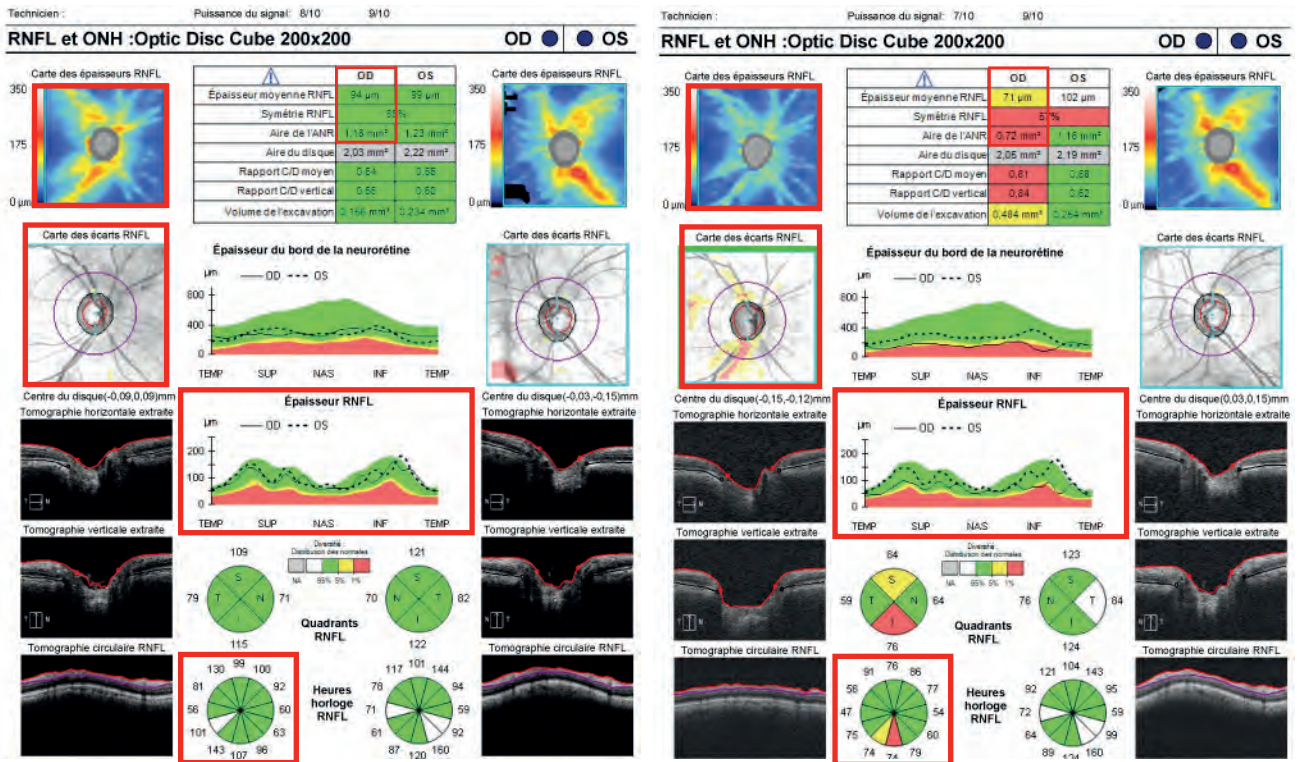 Technicien : Puissance du signal: 8/10 9/10
RNFL et ONH :Optic Disc Cube 200x200 OD OS
Carte des épaisseurs RNFL
350
175
0 µm
OD OS
Épaisseur moyenne RNFL 94 µm 99 µm
Symétrie RNFL
Aire de l'ANR 1,18 mm² 1,23 mm²
Aire du disque 2,03 mm² 2,22 mm²
Rapport C/D moyen 0,64
Rapport C/D vertical 0,60
Volume de l'excavation 0,166 mm³ 0,234 mm³
Carte des épaisseurs RNFL
Carte des écarts RNFL
Épaisseur du bord de la neurorétine
µm OD OS
800
400
0
TEMP SUP NAS INF TEMP
Carte des écarts RNFL
Centre du disque(-0,09,0,09)mm
Tomographie horizontale extraite
T N
Épaisseur RNFL
µm OD OS
200
100
0
TEMP SUP NAS INF TEMP
Centre du disque(-0,03,-0,15)mm
Tomographie horizontale extraite
N T
Tomographie verticale extraite
Tomographie verticale extraite
Diversifié :
Distribution des normales
NA 95% 5% 1%
109
S
79 T N 71
I
115
Quadrants
RNFL
121
S
70 N T 82
I
122
Tomographie circulaire RNFL
99
130 100
81 92
56 60
101 63
143 96
107
Heures
horloge
RNFL
101
117 144
78 94
71 59
61 92
87 160
120
Tomographie circulaire RNFL
Technicien : Puissance du signal: 7/10 9/10
RNFL et ONH :Optic Disc Cube 200x200 OD OS
Carte des épaisseurs RNFL
350
175
0 µm
OD OS
Épaisseur moyenne RNFL 71 µm 102 µm
Symétrie RNFL
Aire de l'ANR 0,72 mm² 1,16 mm²
Aire du disque 2,05 mm² 2,19 mm²
Rapport C/D moyen 0,81 0,68
Rapport C/D vertical 0,84 0,62
Volume de l'excavation 0,484 mm³ 0,254 mm³
Carte des épaisseurs RNFL
Carte des écarts RNFL
Épaisseur du bord de la neurorétine
µm OD OS
800
400
0
TEMP SUP NAS INF TEMP
Carte des écarts RNFL
Centre du disque(-0,15,-0,12)mm
Tomographie horizontale extraite
T N
Épaisseur RNFL
µm OD OS
200
100
0
TEMP SUP NAS INF TEMP
Centre du disque(0,03,0,15)mm
Tomographie horizontale extraite
N T
Tomographie verticale extraite
Tomographie verticale extraite
Diversifié :
Distribution des normales
NA 95% 5% 1%
84
S
59 T N 64
I
76
Quadrants
RNFL
123
S
76 N T 84
I
124
Tomographie circulaire RNFL
76
91 86
56 77
47 54
75 60
74 79
74
Heures
horloge
RNFL
104
121 143
92 95
72 59
64 99
89 160
124
Tomographie circulaire RNFL